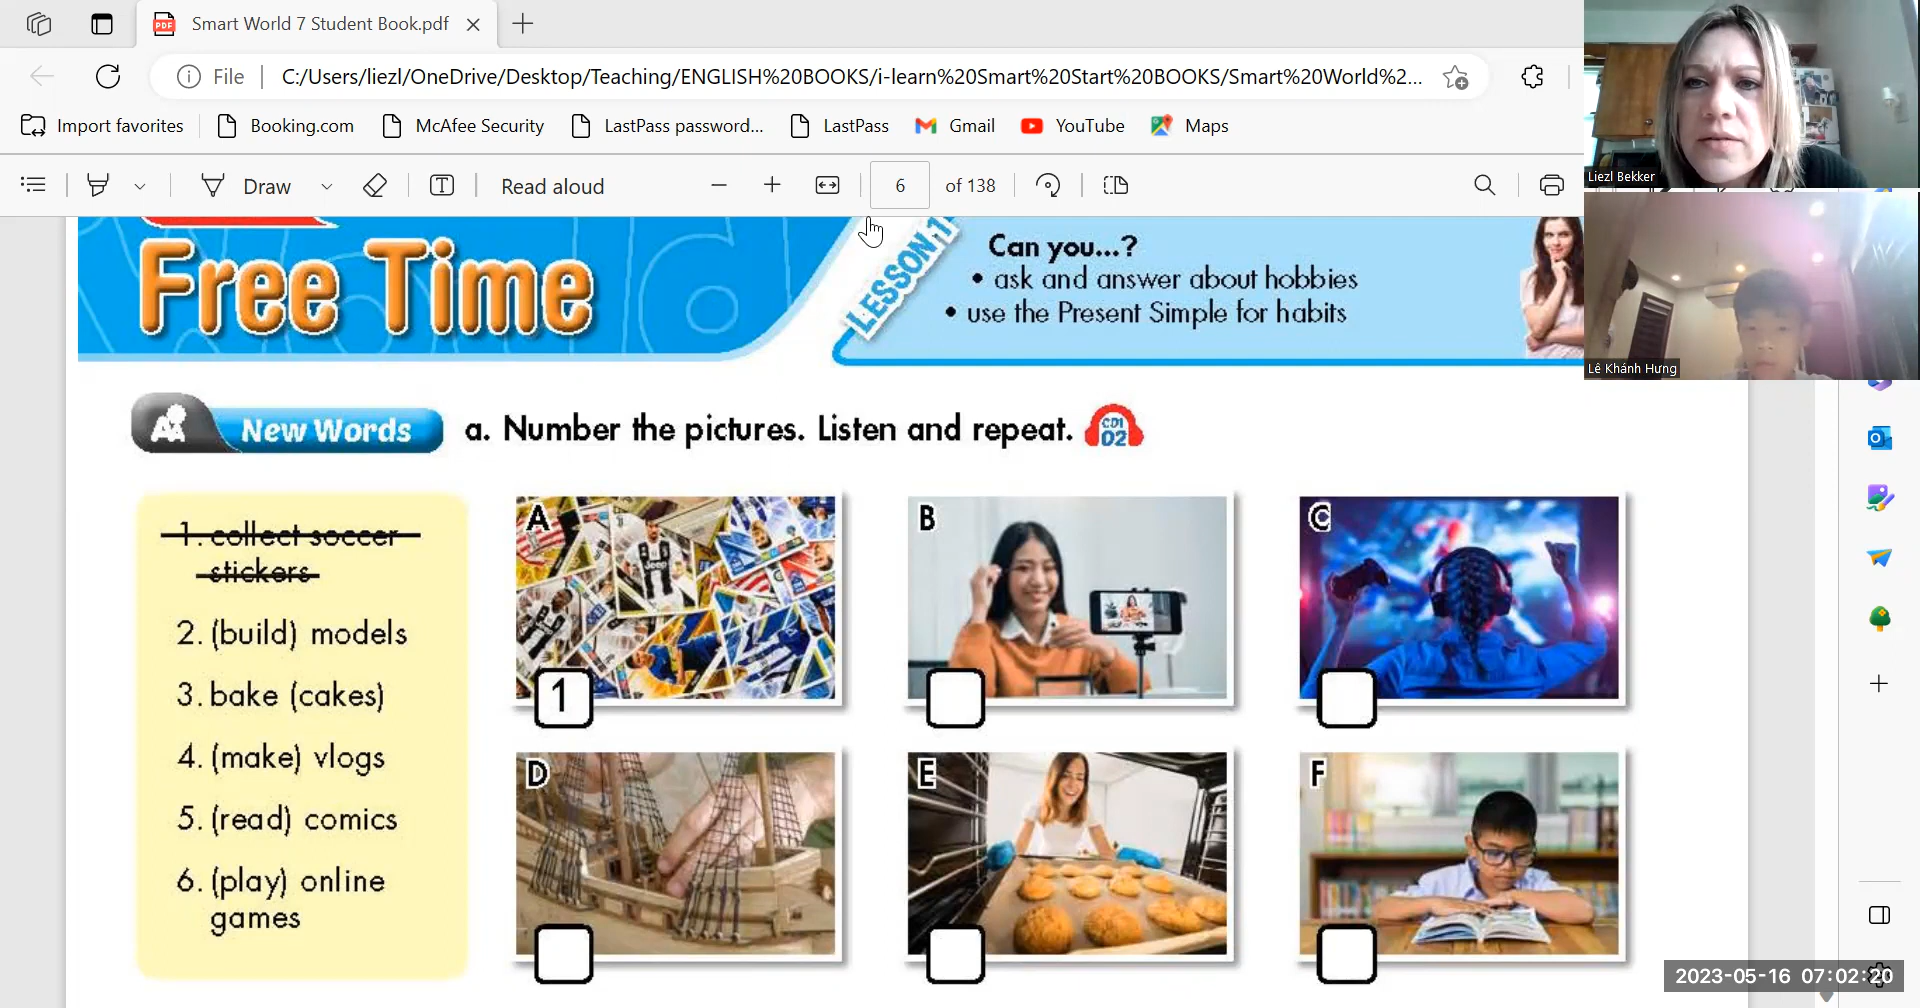 Smart World 7 Student Book.pdf
File
C:/Users/liezl/OneDrive/Desktop/Teaching/ENGLISH%20BOOKS/i-learn%20Smart%20Start%20BOOKS/Smart%20World%2...
Import favorites
Booking.com
McAfee Security
LastPass password...
LastPass
Gmail
YouTube
Maps
Draw
Read aloud
6 of 138
Liezl Bekker
Lê Khánh Hưng
Free Time
LESSON 1
Can you...?
• ask and answer about hobbies
• use the Present Simple for habits
New Words
a. Number the pictures. Listen and repeat.
CD1
02
1. collect soccer
stickers
2. (build) models
3. bake (cakes)
4. (make) vlogs
5. (read) comics
6. (play) online
games
A
Jeep
1
B
C
D
E
F
2023-05-16 07:02:20